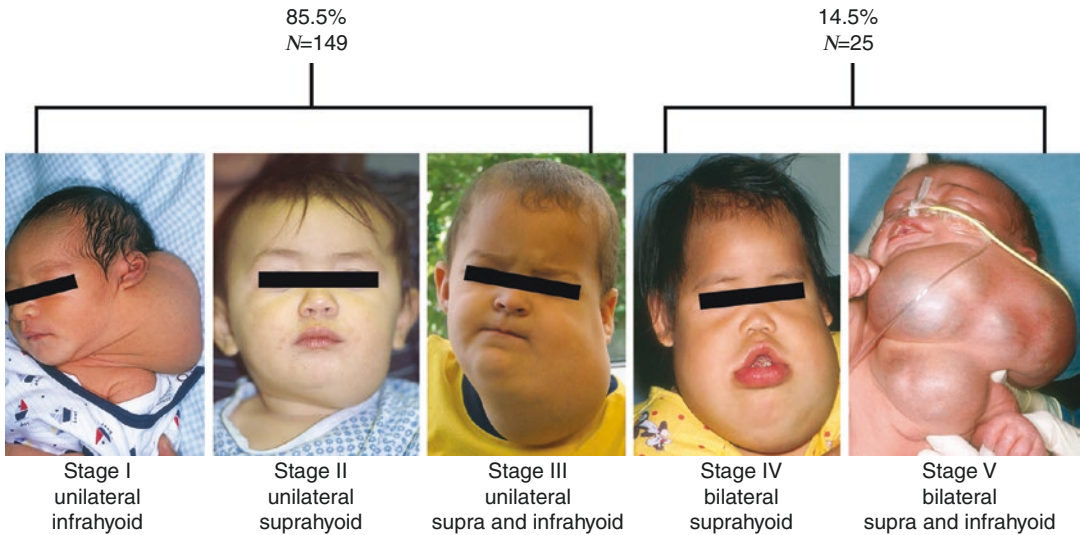 85.5%
N=149
14.5%
N=25
Stage I
unilateral
infrahyoid
Stage II
unilateral
suprahyoid
Stage III
unilateral
supra and infrahyoid
Stage IV
bilateral
suprahyoid
Stage V
bilateral
supra and infrahyoid